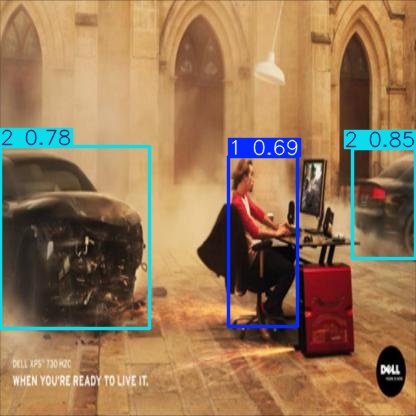 2 0.78
1 0.69
2 0.85
DELL XPS™ 730 H2C
WHEN YOU'RE READY TO LIVE IT.
DELL